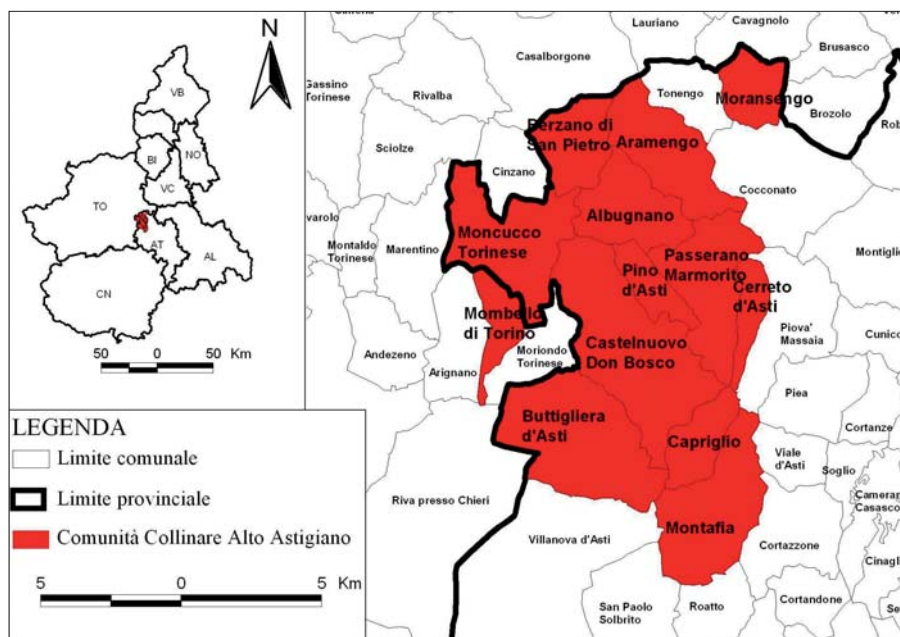 N
VB
BI
NO
VC
TO
AT
AL
CN
50 0 50 Km
LEGENDA
Limite comunale
Limite provinciale
Comunità Collinare Alto Astigiano
5 0 5 Km
Lauriano
Cavagnolo
Brusasco
Casalborgone
Gassino
Torinese
Rivalba
Tonengo
Moransengo
Brozolo
Berzano di
San Pietro
Aramengo
Sciolze
Cinzano
Cocconato
Albugnano
Montaldo
Torinese
Marentino
Moncucco
Torinese
Passerano
Marmorito
Pino
d'Asti
Cerreto
d'Asti
Mombello
di Torino
Piova'
Massaia
Andezeno
Arignano
Moriondo
Torinese
Castelnuovo
Don Bosco
Piea
Cortanze
Buttigliera
d'Asti
Capriglio
Viale
d'Asti
Soglio
Riva presso Chieri
Montafia
Villanova d'Asti
Cortazzone
San Paolo
Solbrito
Roatto
Cortandone